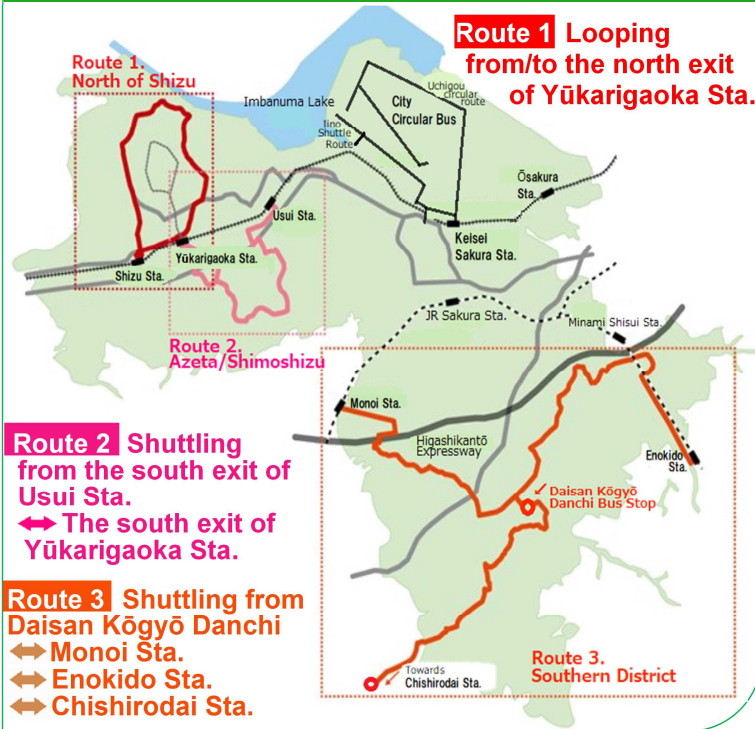 Route 1 Looping
from/to the north exit
of Yūkarigaoka Sta.
Route 1.
North of Shizu
Imbanuma Lake
Iino
Shuttle
Route
City
Circular Bus
Uchigou
circular
route
Ōsakura
Sta.
Usui Sta.
Yūkarigaoka Sta.
Shizu Sta.
Keisei
Sakura Sta.
JR Sakura Sta.
Minami Shisui Sta.
Route 2.
Azeta/Shimoshizu
Monoi Sta.
Higashikantō
Expressway
Enokido
Sta.
Daisan Kōgyō
Danchi Bus Stop
Route 2 Shuttling
from the south exit of
Usui Sta.
⇔ The south exit of
Yūkarigaoka Sta.
Route 3 Shuttling from
Daisan Kōgyō Danchi
⇔ Monoi Sta.
⇔ Enokido Sta.
⇔ Chishirodai Sta.
Route 3.
Southern District
Towards
Chishirodai Sta.